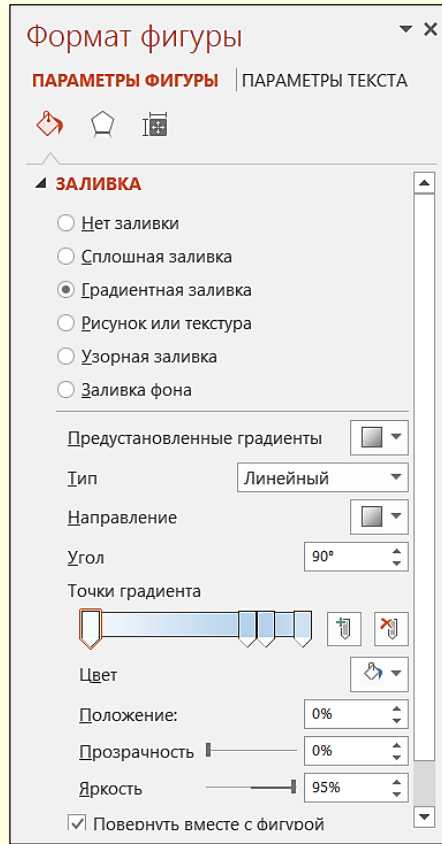 Формат фигуры
ПАРАМЕТРЫ ФИГУРЫ ПАРАМЕТРЫ ТЕКСТА
ЗАЛИВКА
Нет заливки
Сплошная заливка
Градиентная заливка
Рисунок или текстура
Узорная заливка
Заливка фона
Предустановленные градиенты
Тип Линейный
Направление
Угол 90°
Точки градиента
Цвет
Положение: 0%
Прозрачность 0%
Яркость 95%
Повернуть вместе с фигурой